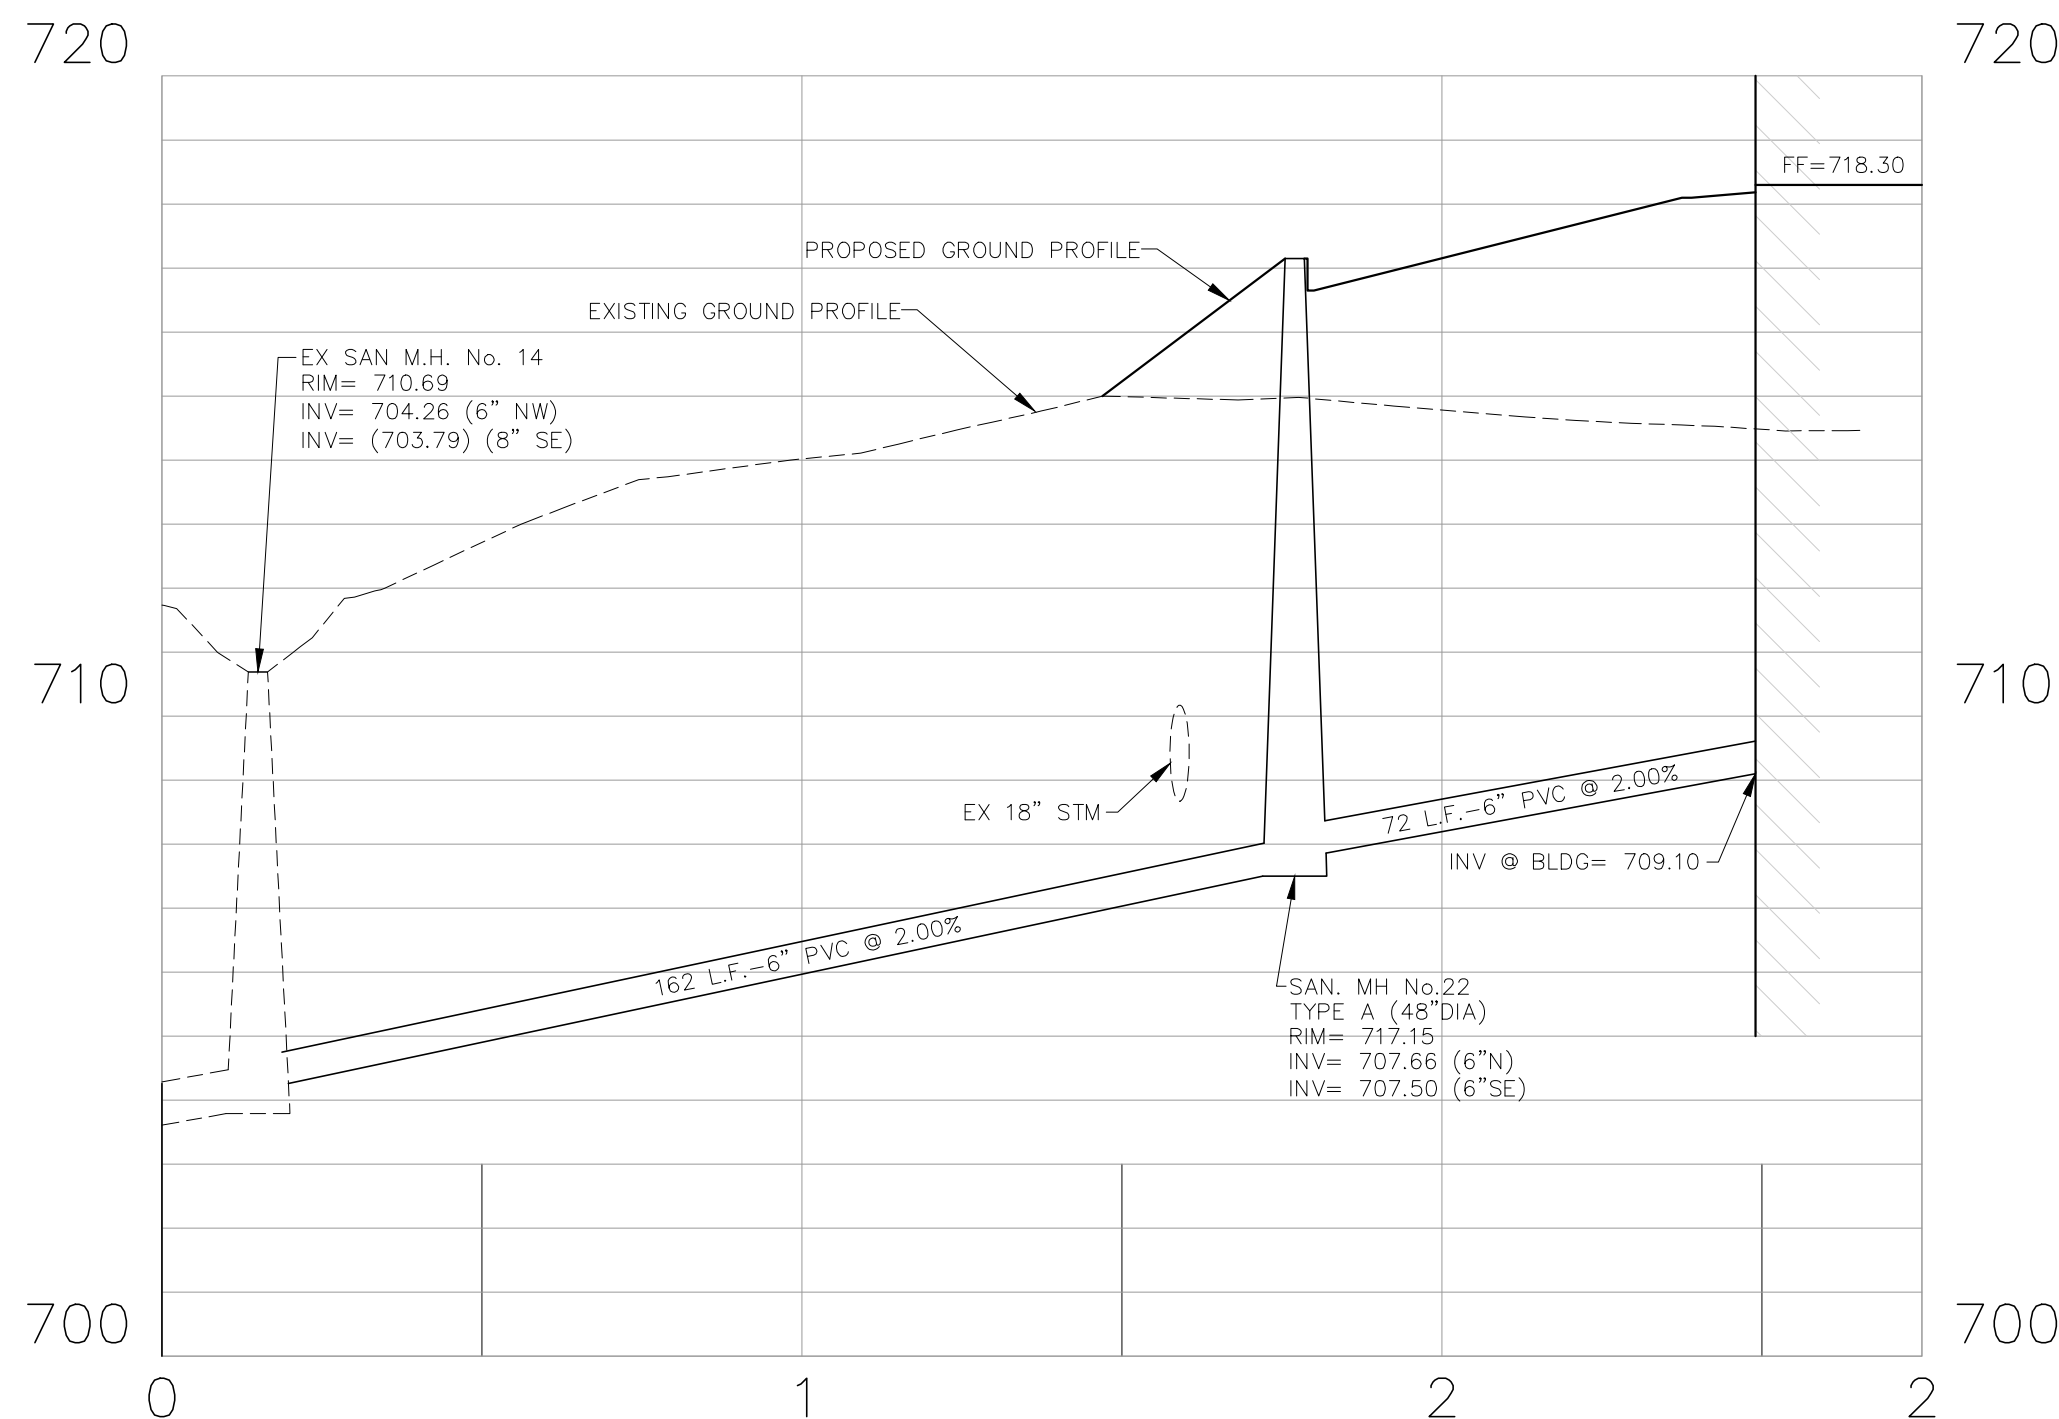 720
720
FF=718.30
PROPOSED GROUND PROFILE
EXISTING GROUND PROFILE
EX SAN M.H. No. 14
RIM= 710.69
INV= 704.26 (6" NW)
INV= (703.79) (8" SE)
710
710
EX 18" STM
72 L.F.-6" PVC @ 2.00%
INV @ BLDG= 709.10
162 L.F.-6" PVC @ 2.00%
SAN. MH No.22
TYPE A (48"DIA)
RIM= 717.15
INV= 707.66 (6"N)
INV= 707.50 (6"SE)
700
700
0
1
2
2